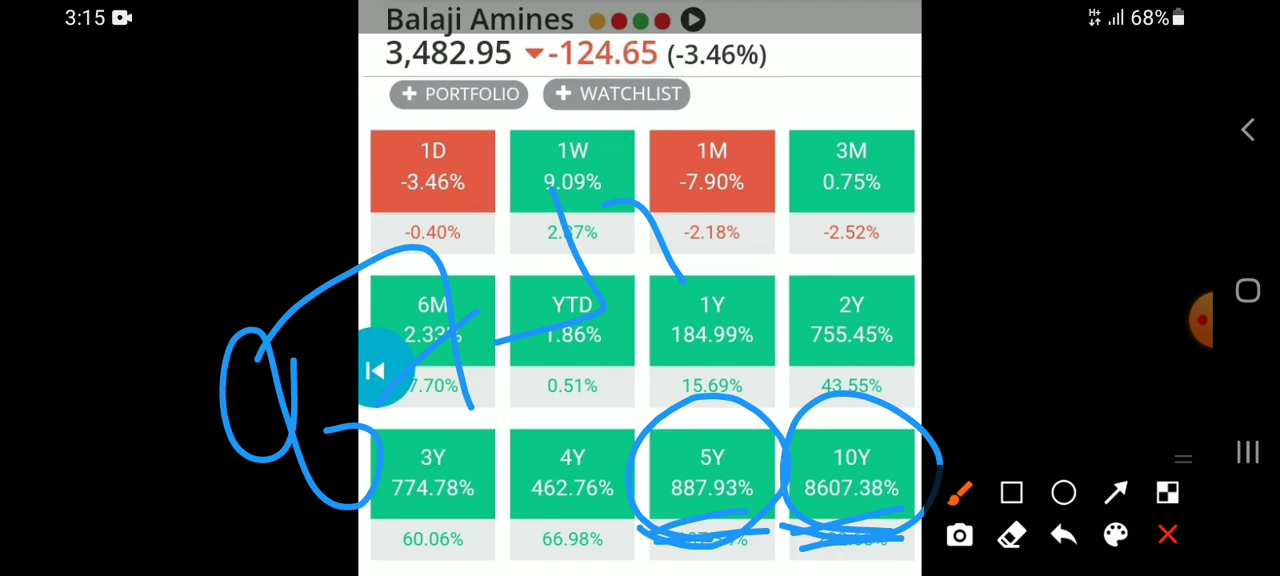 3:15
68%
Balaji Amines
3,482.95 -124.65 (-3.46%)
+ PORTFOLIO + WATCHLIST
1D 1W 1M 3M
-3.46% 9.09% -7.90% 0.75%
-0.40% -2.18% -2.52%
6M YTD 1Y 2Y
1.86% 184.99% 755.45%
0.51% 15.69% 43.55%
3Y 4Y 5Y 10Y
774.78% 462.76% 887.93% 8607.38%
60.06% 66.98%